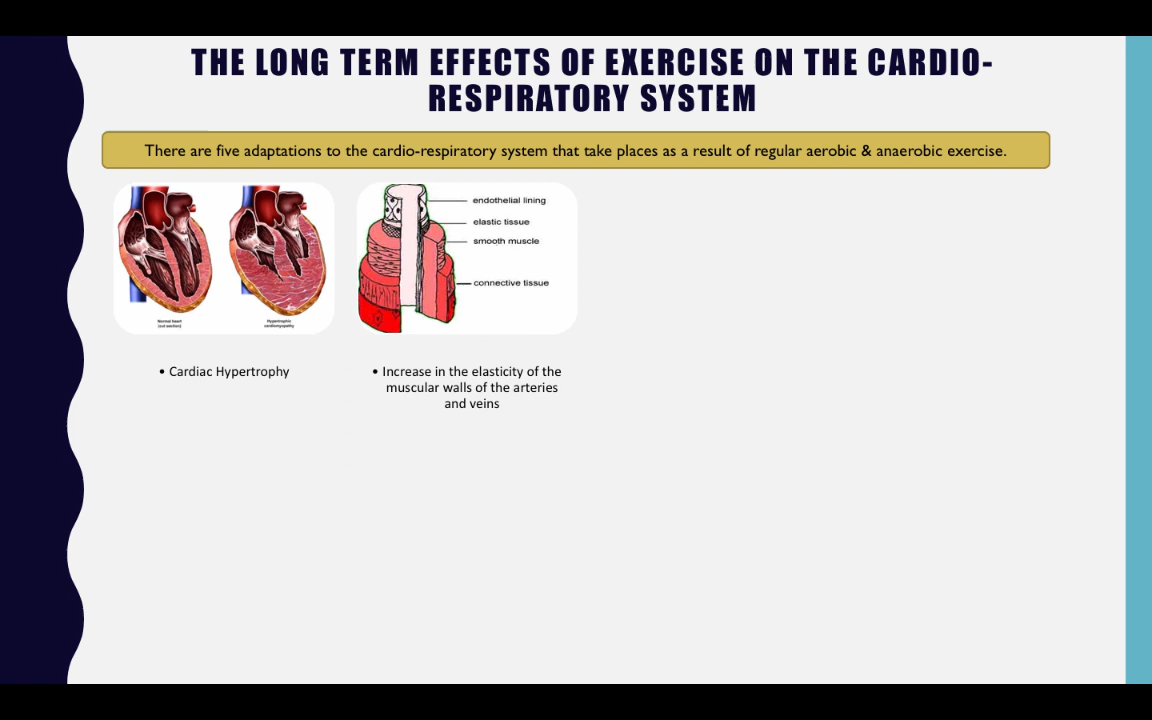 THE LONG TERM EFFECTS OF EXERCISE ON THE CARDIO-
RESPIRATORY SYSTEM
There are five adaptations to the cardio-respiratory system that take places as a result of regular aerobic & anaerobic exercise.
Normal heart
(cut section)
Hypertrophic
cardiomyopathy
endothelial lining
elastic tissue
smooth muscle
connective tissue
• Cardiac Hypertrophy
• Increase in the elasticity of the
muscular walls of the arteries
and veins